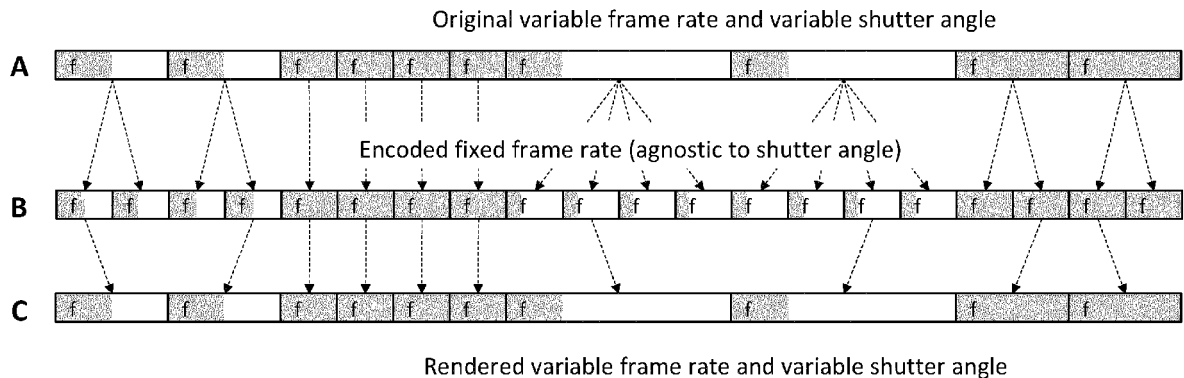 Original variable frame rate and variable shutter angle
A f f f f f f f f f f
Encoded fixed frame rate (agnostic to shutter angle)
B f f f f f f f f f f f f f f f f f f f f
C f f f f f f f f f f
Rendered variable frame rate and variable shutter angle